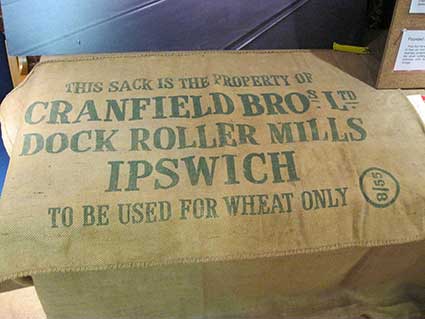 THIS SACK IS THE PROPERTY OF
CRANFIELD BROS LTD
DOCK ROLLER MILLS
IPSWICH
TO BE USED FOR WHEAT ONLY
8/55